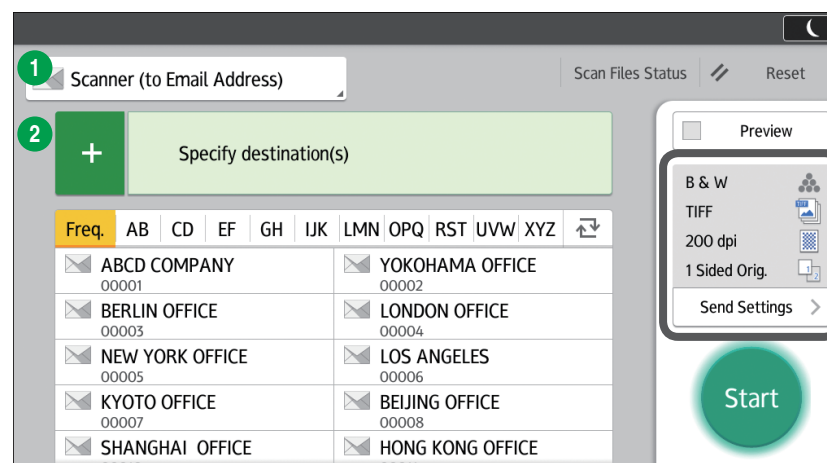 1
Scanner (to Email Address)
Scan Files Status
Reset
2
+
Specify destination(s)
Preview
B & W
TIFF
200 dpi
1 Sided Orig.
Send Settings >
Start
Freq. AB CD EF GH IJK LMN OPQ RST UVW XYZ
ABCD COMPANY
00001
YOKOHAMA OFFICE
00002
BERLIN OFFICE
00003
LONDON OFFICE
00004
NEW YORK OFFICE
00005
LOS ANGELES
00006
KYOTO OFFICE
00007
BEIJING OFFICE
00008
SHANGHAI OFFICE
HONG KONG OFFICE